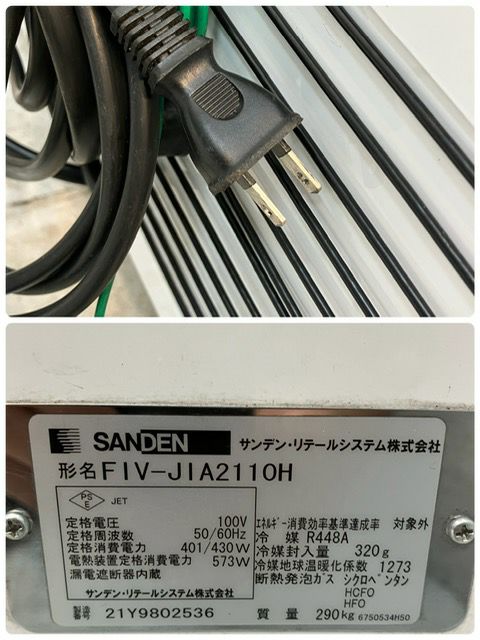 SANDEN サンデン・リテールシステム株式会社
形名 FIV-JIA2110H
PS E JET
定格電圧 100V
定格周波数 50/60Hz
定格消費電力 401/430W
電熱装置定格消費電力 573W
漏電遮断器内蔵
サンデン・リテールシステム株式会社
エネルギー消費効率基準達成率 対象外
冷媒 R448A
冷媒封入量 320g
冷媒地球温暖化係数 1273
断熱発泡ガス シクロペンタン
HCFO
HFO
製造番号 21Y9802536 質量 290kg 6750534H50